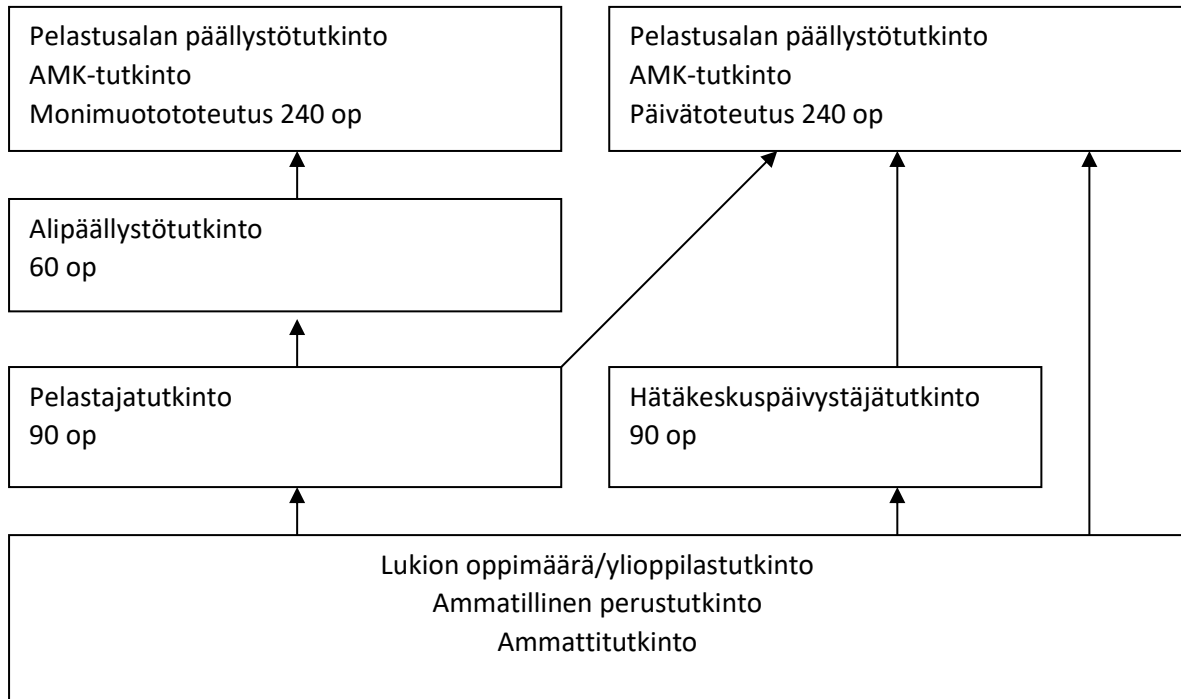 Pelastusalan päällystötutkinto
AMK-tutkinto
Monimuotototeutus 240 op
Pelastusalan päällystötutkinto
AMK-tutkinto
Päivätoteutus 240 op
Alipäällystötutkinto
60 op
Pelastajatutkinto
90 op
Hätäkeskuspäivystäjätutkinto
90 op
Lukion oppimäärä/ylioppilastutkinto
Ammatillinen perustutkinto
Ammattitutkinto